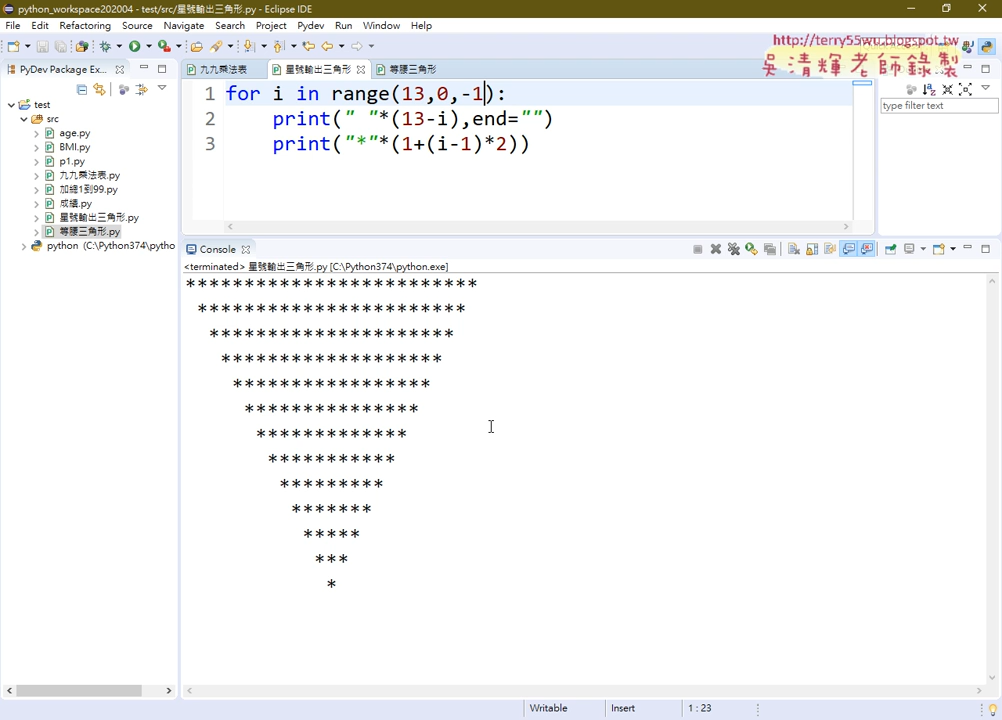 python_workspace202004 - test/src/星號輸出三角形.py - Eclipse IDE
File Edit Refactoring Source Navigate Search Project Pydev Run Window Help
http://terry55wu.blogspot.tw
吳清輝老師錄製
PyDev Package Ex...
九九乘法表
星號輸出三角形
等腰三角形
type filter text
test
src
age.py
BMI.py
p1.py
九九乘法表.py
加總1到99.py
成績.py
星號輸出三角形.py
等腰三角形.py
python (C:\Python374\pytho
1 for i in range(13,0,-1):
2 print(" "*(13-i),end="")
3 print("*"*(1+(i-1)*2))
Console
<terminated> 星號輸出三角形.py [C:\Python374\python.exe]
*************************
***********************
*********************
*******************
*****************
***************
*************
***********
*********
*******
*****
***
*
Writable
Insert
1 : 23